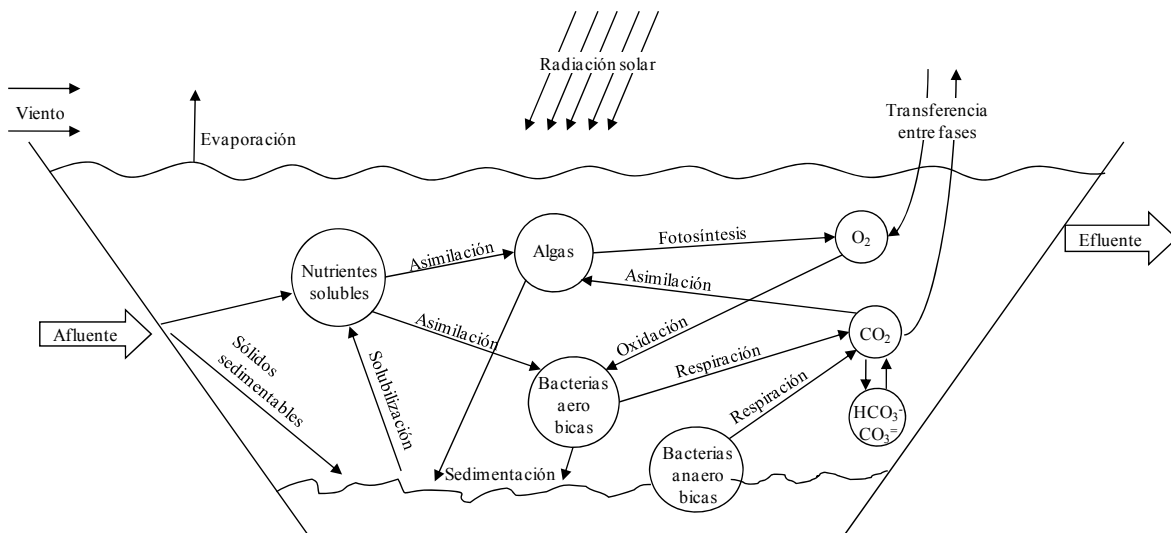 Radiación solar
Viento
Transferencia
entre fases
Evaporación
Efluente
Fotosíntesis
O2
Algas
Asimilación
Nutrientes
solubles
Asimilación
Afluente
Asimilación
Oxidación
CO2
Sólidos
sedimentables
Solubilización
Respiración
Bacterias
aero
bicas
Respiración
HCO3-
CO3=
Sedimentación
Bacterias
anaero
bicas